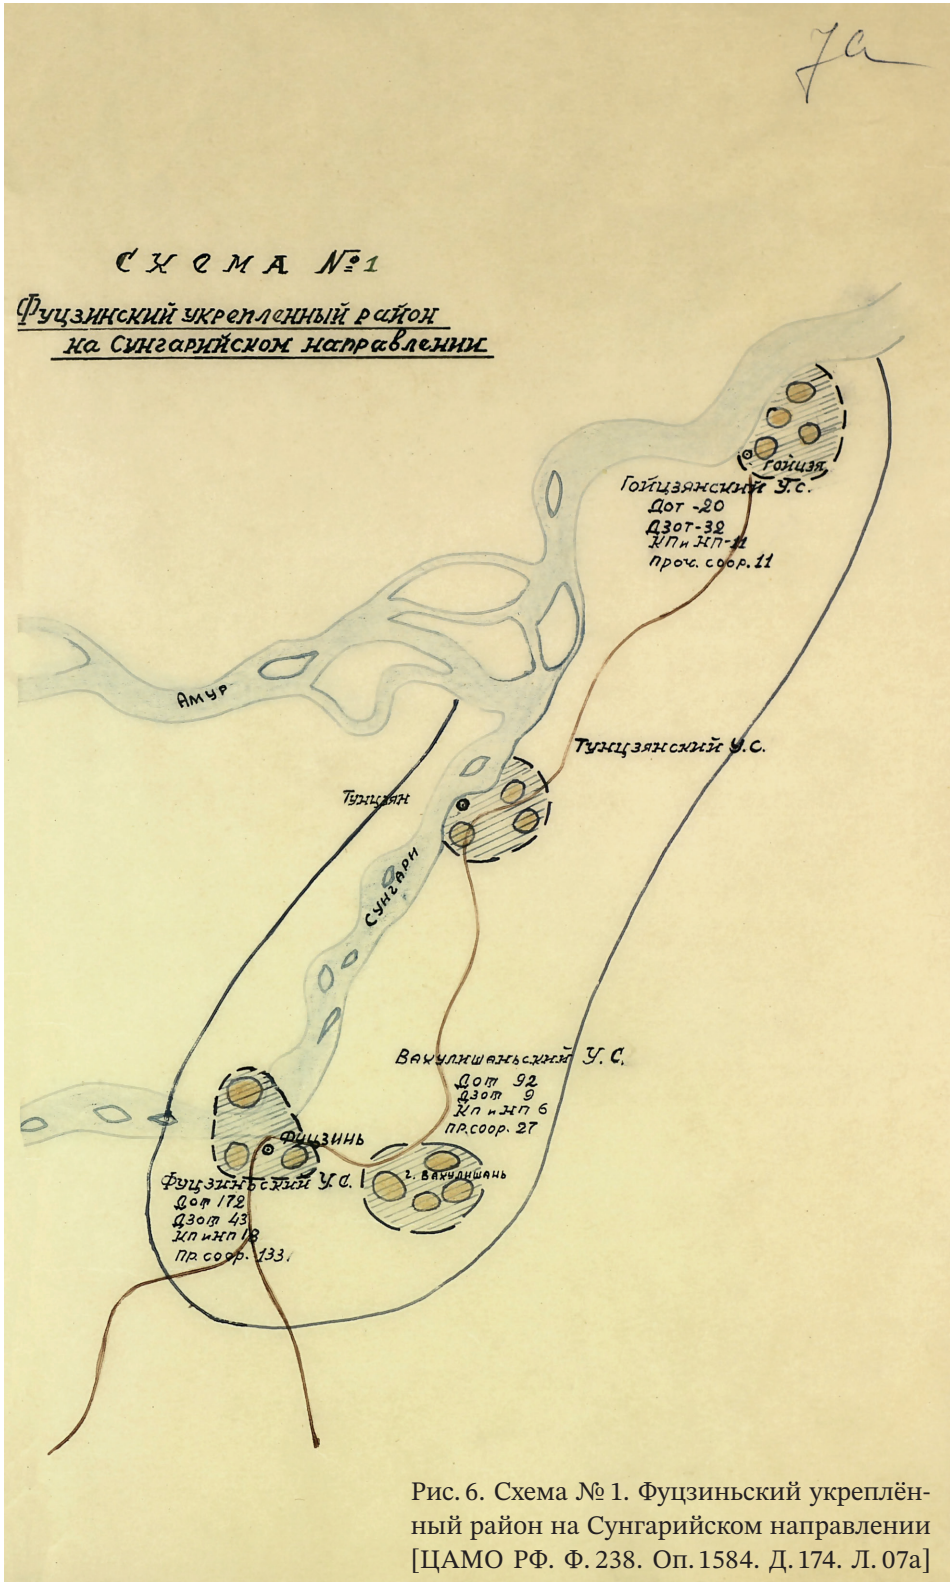 7а
СХЕМА №1
Фуцзинский укрепленный район
на Сунгарийском направлении
гойцзя
Гойцзянский У.С.
Дот -20
Дзот-32
КП и НП-11
проч. соор. 11
Амур
Тунцзянский У.С.
Тунцзян
Сунгари
Вахулишаньский У.С.
Дот 92
Дзот 9
Кп и нп 6
пр. соор. 27
Фуцзинь
г. Вахулишань
Фуцзиньский У.С.
Дот 172
Дзот 43
Кп и нп 18
пр. соор. 133
Рис. 6. Схема № 1. Фуцзиньский укреплён-
ный район на Сунгарийском направлении
[ЦАМО РФ. Ф. 238. Оп. 1584. Д. 174. Л. 07а]